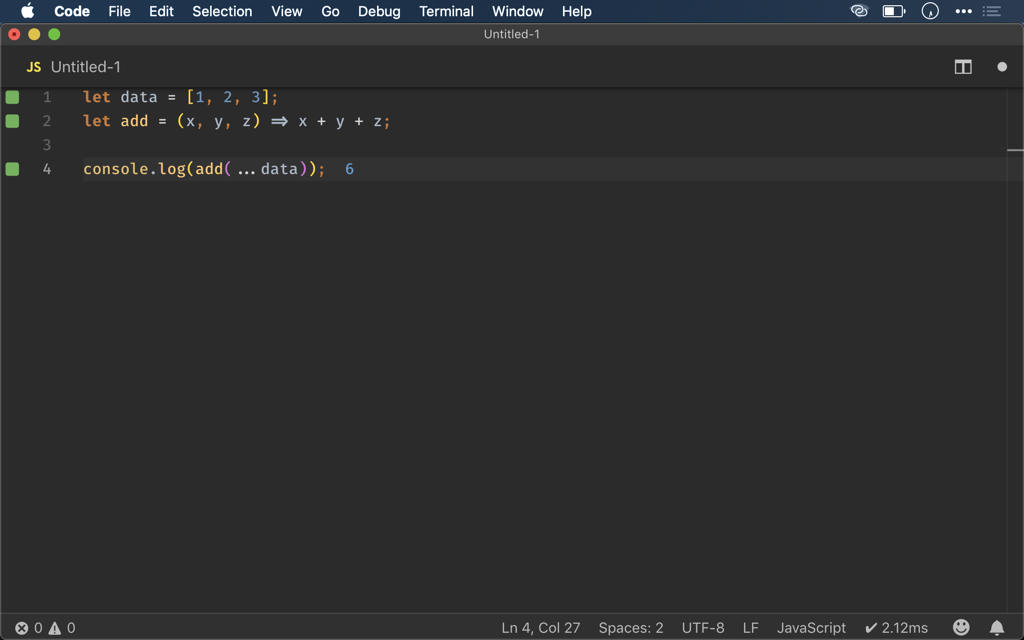 Code File Edit Selection View Go Debug Terminal Window Help
Untitled-1
JS Untitled-1
1 let data = [1, 2, 3];
2 let add = (x, y, z) => x + y + z;
3
4 console.log(add(...data)); 6
0 0 Ln 4, Col 27 Spaces: 2 UTF-8 LF JavaScript ✔ 2.12ms